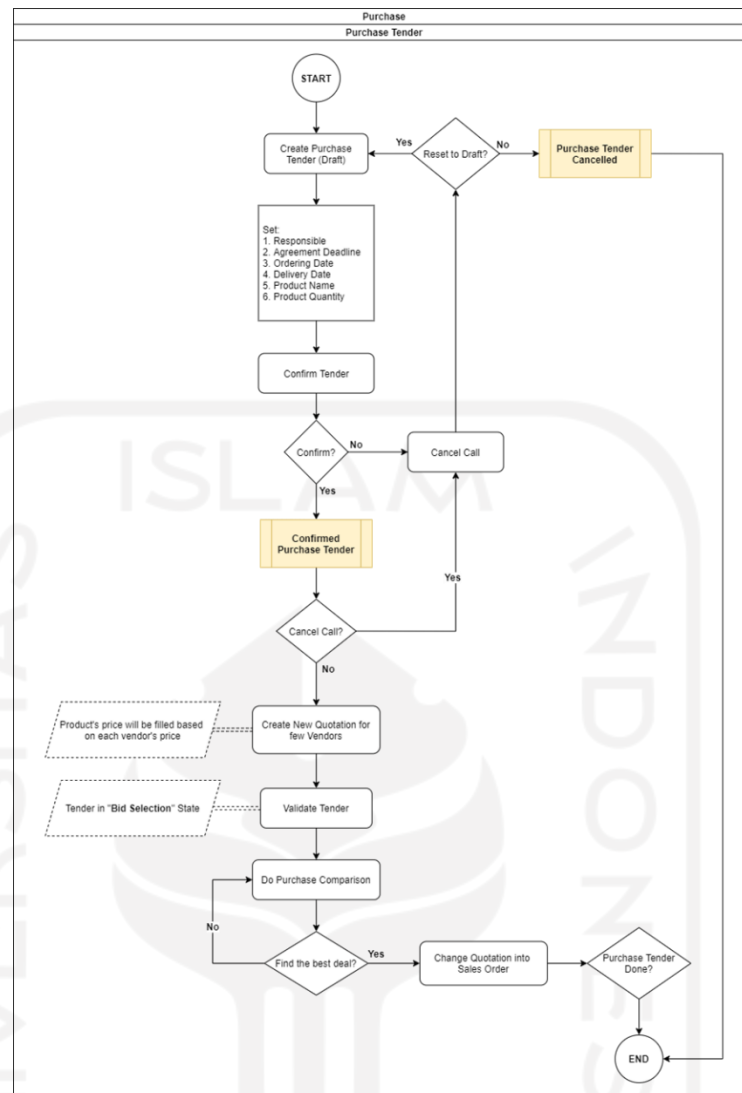 Purchase
Purchase Tender
START
Create Purchase
Tender (Draft)
Yes
Reset to Draft?
No
Purchase Tender
Cancelled
Set:
1. Responsible
2. Agreement Deadline
3. Ordering Date
4. Delivery Date
5. Product Name
6. Product Quantity
Confirm Tender
Confirm?
No
Cancel Call
Yes
ISLAM
INDONES
Confirmed
Purchase Tender
Yes
Cancel Call?
No
Product's price will be filled based
on each vendor's price
Create New Quotation for
few Vendors
Tender in "Bid Selection" State
Validate Tender
Do Purchase Comparison
No
Find the best deal?
Yes
Change Quotation into
Sales Order
Purchase Tender
Done?
END